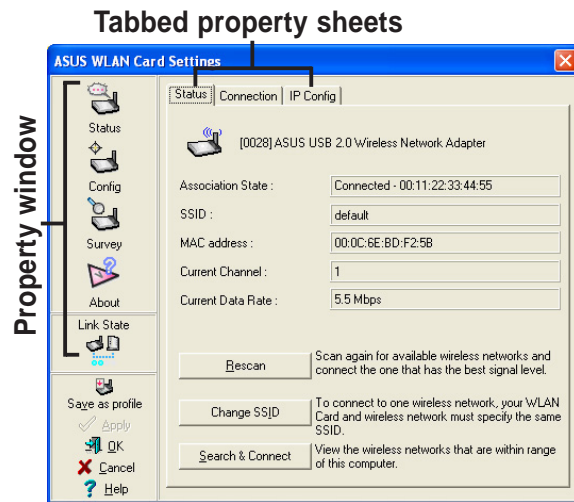 Tabbed property sheets
ASUS WLAN Card Settings
Property window
Status
Config
Survey
About
Link State
Save as profile
Apply
OK
Cancel
Help
Status Connection IP Config
[0028] ASUS USB 2.0 Wireless Network Adapter
Association State : Connected - 00:11:22:33:44:55
SSID : default
MAC address : 00:0C:6E:BD:F2:5B
Current Channel : 1
Current Data Rate : 5.5 Mbps
Rescan
Scan again for available wireless networks and
connect the one that has the best signal level.
Change SSID
To connect to one wireless network, your WLAN
Card and wireless network must specify the same
SSID.
Search & Connect
View the wireless networks that are within range
of this computer.